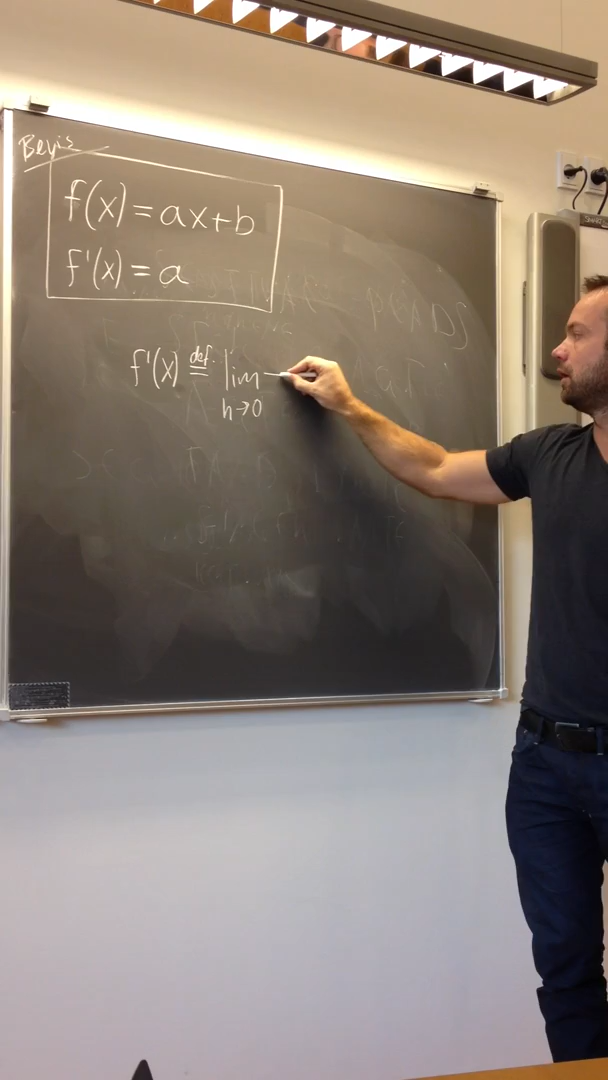 Bevis
f(x) = ax+b
f'(x) = a
f'(x) def. = lim
h→0